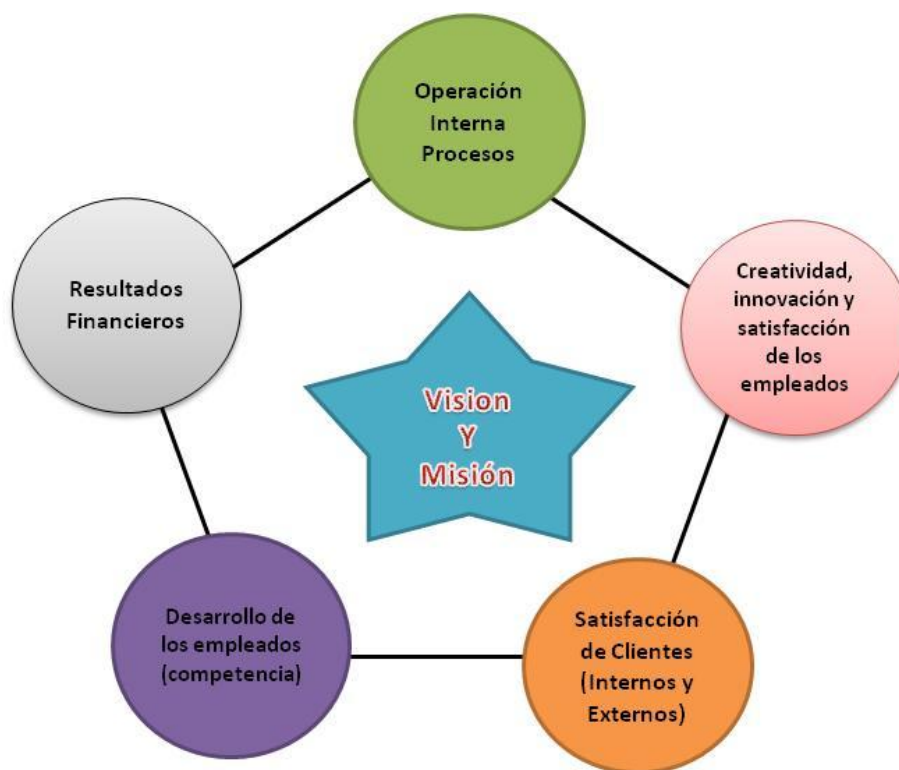 Operación
Interna
Procesos
Creatividad,
innovación y
satisfacción
de los
empleados
Resultados
Financieros
Vision
Y
Misión
Desarrollo de
los empleados
(competencia)
Satisfacción
de Clientes
(Internos y
Externos)